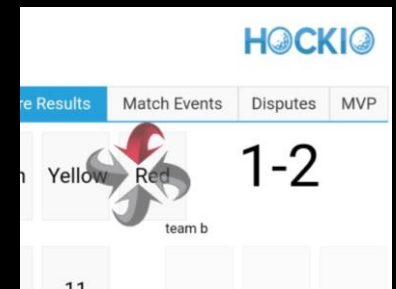 HOCKIO
re Results Match Events Disputes MVP
n Yellow Red 1-2
team b
11